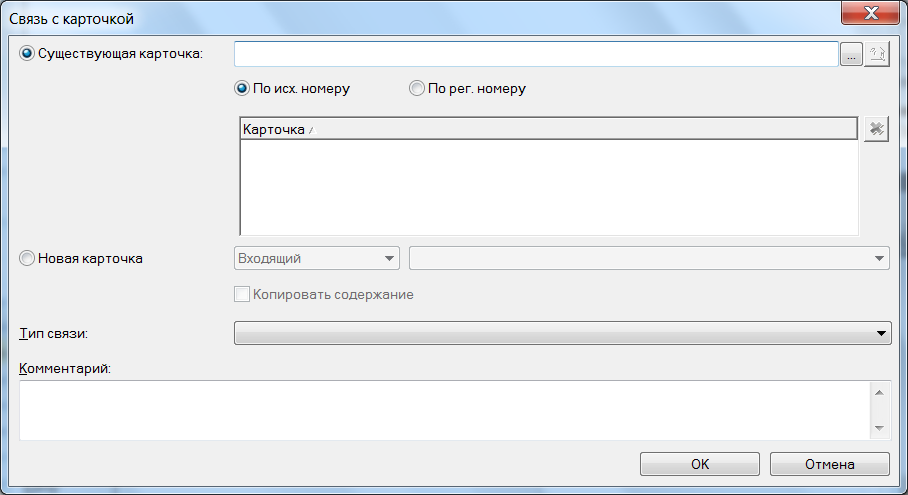 Связь с карточкой
Существующая карточка:
...
По исх. номеру По рег. номеру
Карточка
Новая карточка Входящий
Копировать содержание
Тип связи:
Комментарий:
OK Отмена